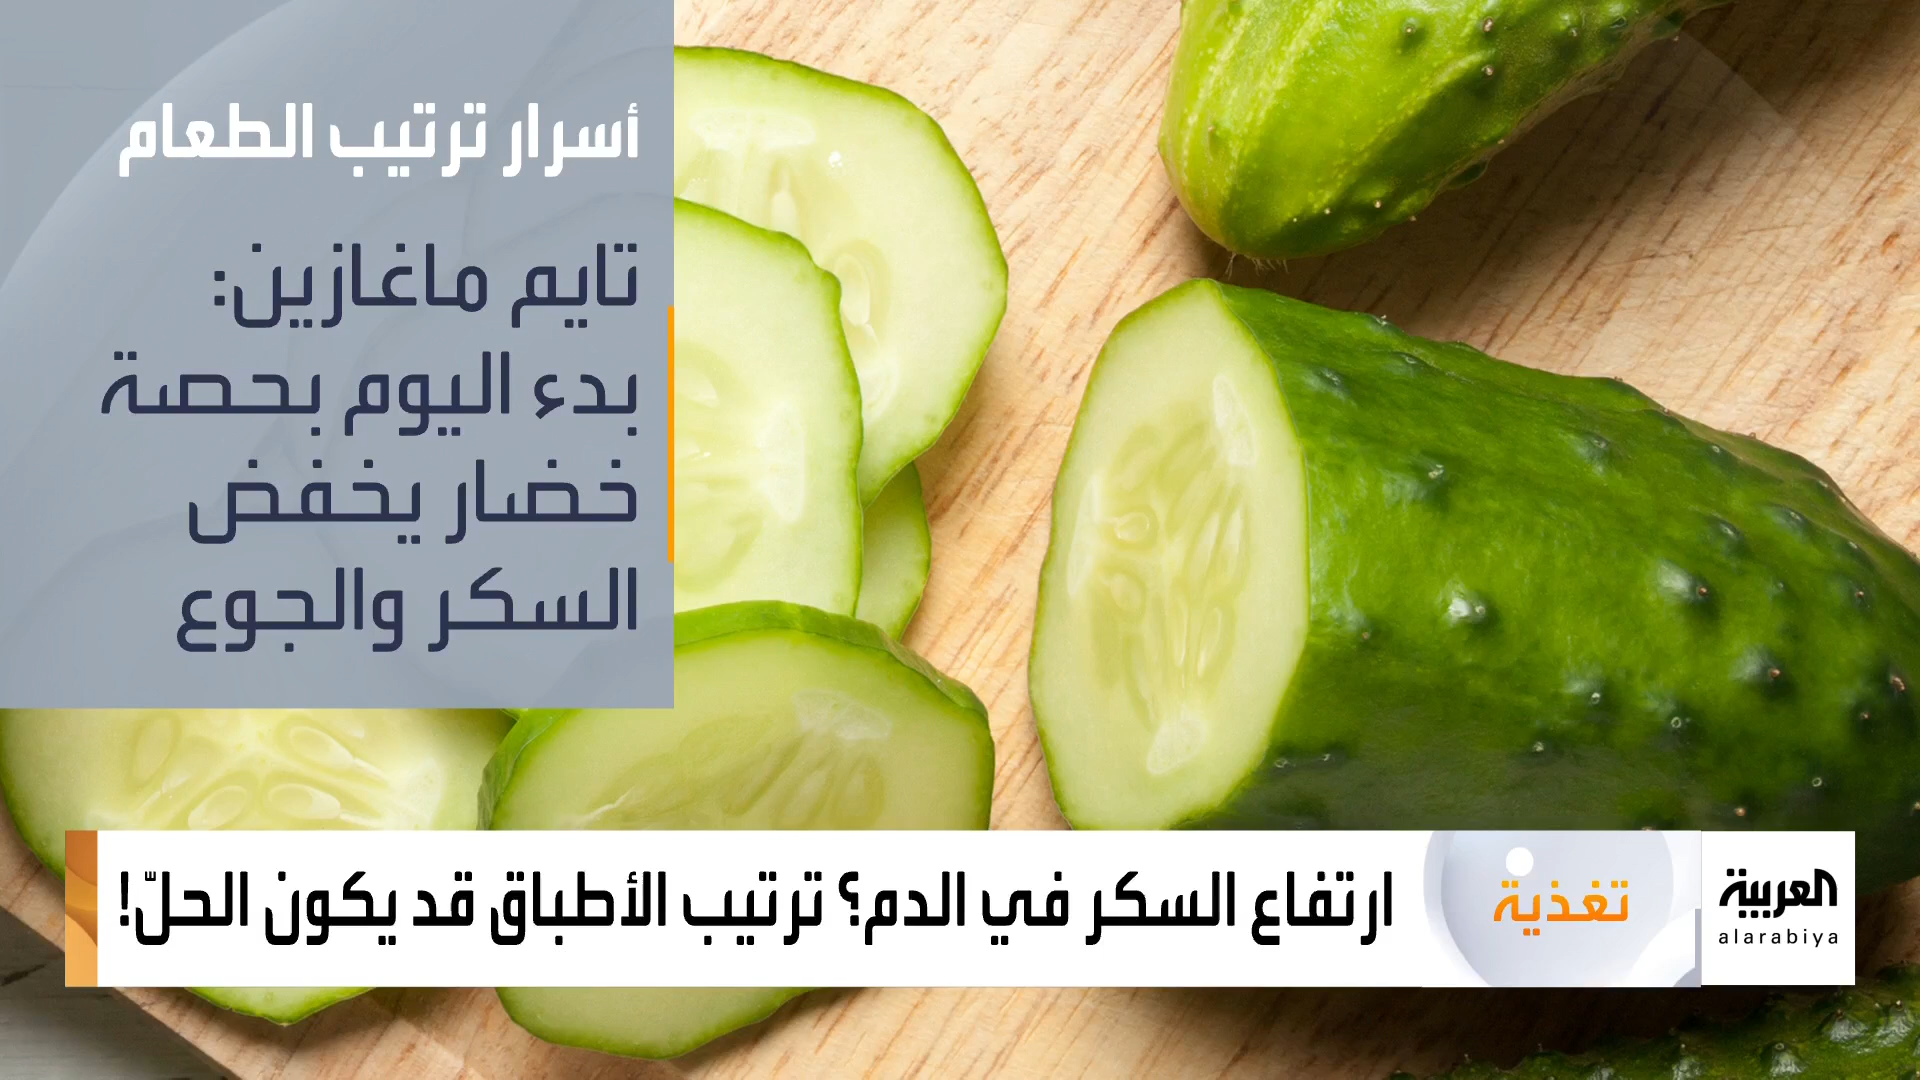 أسرار ترتيب الطعام
تايم ماغازين:
بدء اليوم بحصة
خضار يخفض
السكر والجوع
العربية
alarabiya
تغذية
ارتفاع السكر في الدم؟ ترتيب الأطباق قد يكون الحلّ!